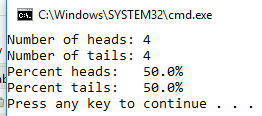 C:\Windows\SYSTEM32\cmd.exe
Number of heads: 4
Number of tails: 4
Percent heads:   50.0%
Percent tails:   50.0%
Press any key to continue . . .